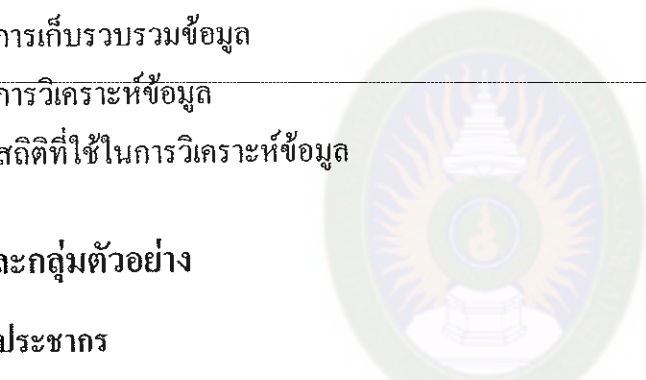 การเก็บรวบรวมข้อมูล
การวิเคราะห์ข้อมูล
สถิติที่ใช้ในการวิเคราะห์ข้อมูล
ละกลุ่มตัวอย่าง
ประชากร